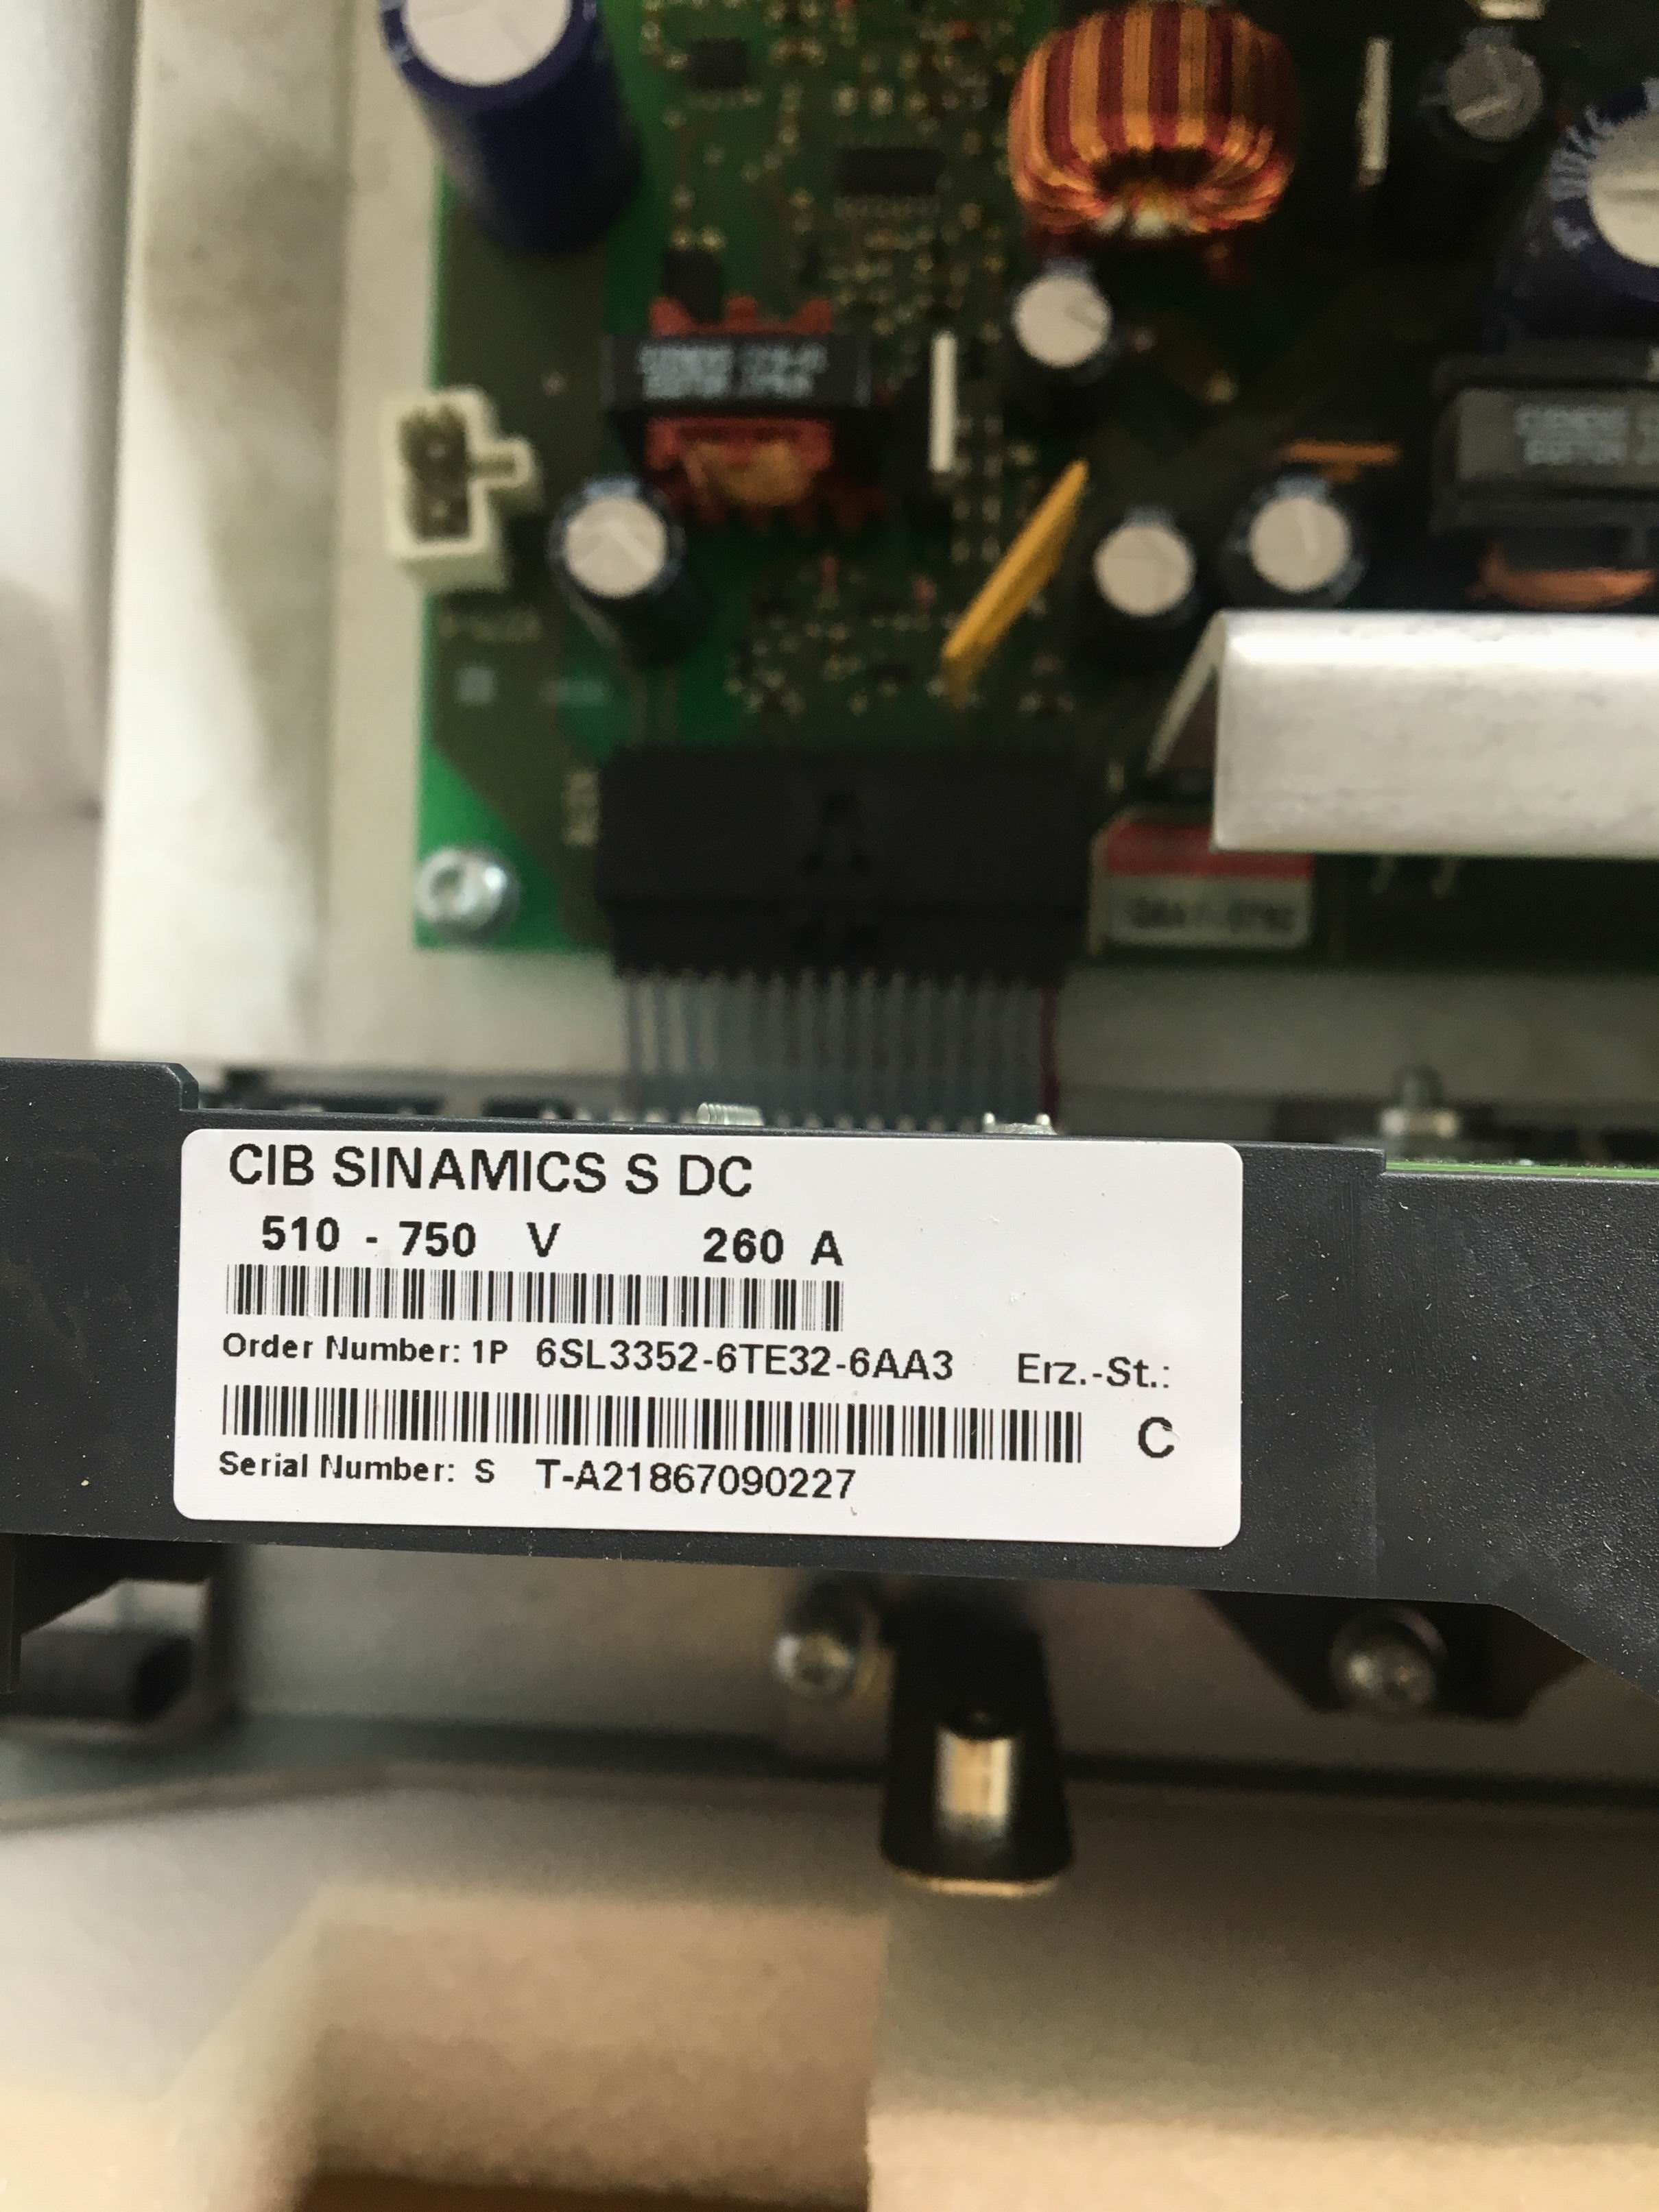 CIB SINAMICS S DC
510 - 750 V 260 A
Order Number: 1P 6SL3352-6TE32-6AA3 Erz.-St.:
C
Serial Number: S T-A21867090227